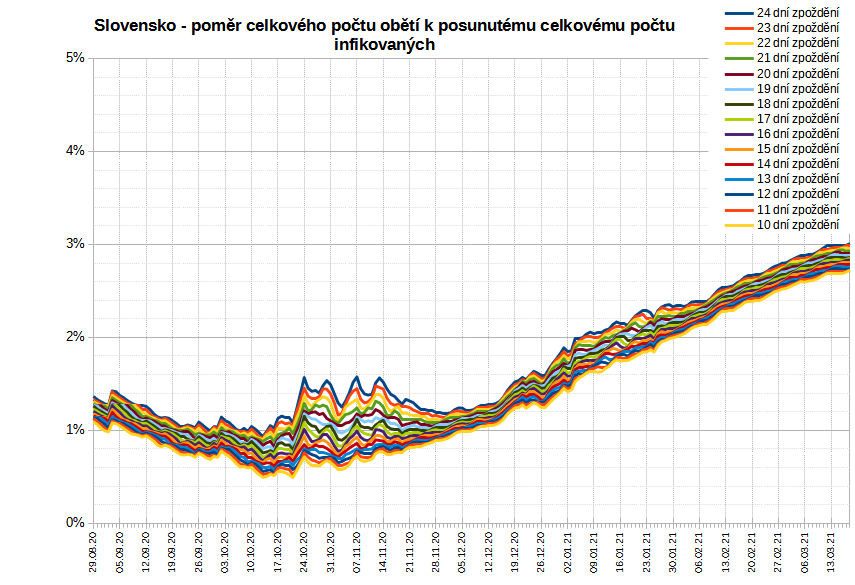 Slovensko - poměr celkového počtu obětí k posunutému celkovému počtu
infikovaných
24 dní zpoždění
23 dní zpoždění
22 dní zpoždění
21 dní zpoždění
20 dní zpoždění
19 dní zpoždění
18 dní zpoždění
17 dní zpoždění
16 dní zpoždění
15 dní zpoždění
14 dní zpoždění
13 dní zpoždění
12 dní zpoždění
11 dní zpoždění
10 dní zpoždění
5%
4%
3%
2%
1%
0%
29.08.20
05.09.20
12.09.20
19.09.20
26.09.20
03.10.20
10.10.20
17.10.20
24.10.20
31.10.20
07.11.20
14.11.20
21.11.20
28.11.20
05.12.20
12.12.20
19.12.20
26.12.20
02.01.21
09.01.21
16.01.21
23.01.21
30.01.21
06.02.21
13.02.21
20.02.21
27.02.21
06.03.21
13.03.21